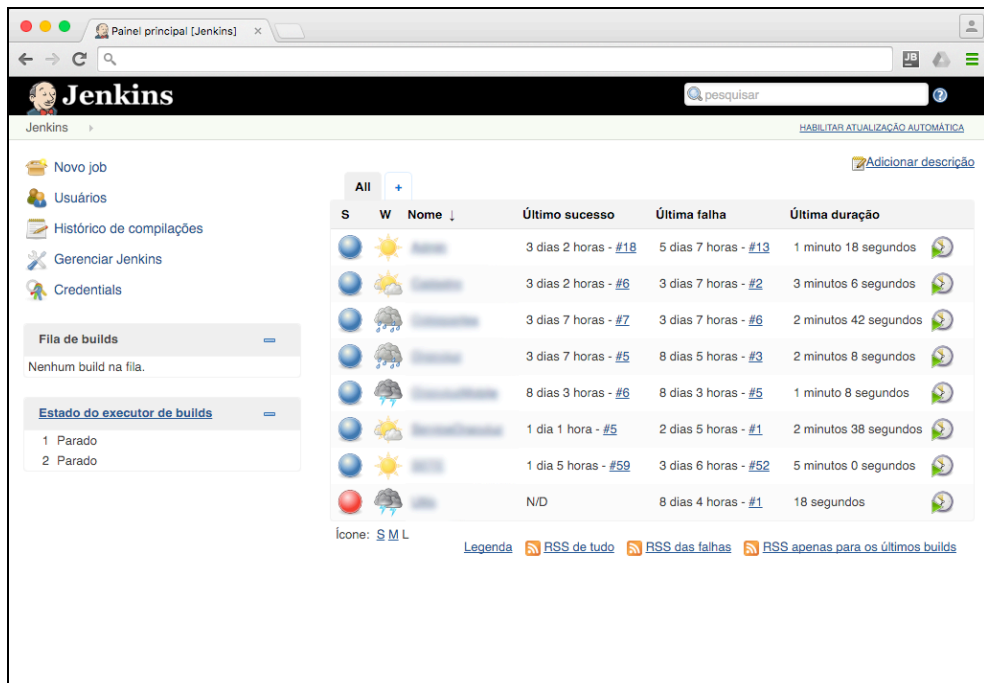 Painel principal [Jenkins]
JB
Jenkins
pesquisar
Jenkins
HABILITAR ATUALIZAÇÃO AUTOMÁTICA
Novo job
Usuários
Histórico de compilações
Gerenciar Jenkins
Credentials
Adicionar descrição
All +
S W Nome ↓ Último sucesso Última falha Última duração
3 dias 2 horas - #18 5 dias 7 horas - #13 1 minuto 18 segundos
3 dias 2 horas - #6 3 dias 7 horas - #2 3 minutos 6 segundos
3 dias 7 horas - #7 3 dias 7 horas - #6 2 minutos 42 segundos
3 dias 7 horas - #5 8 dias 5 horas - #3 2 minutos 8 segundos
8 dias 3 horas - #6 8 dias 3 horas - #5 1 minuto 8 segundos
1 dia 1 hora - #5 2 dias 5 horas - #1 2 minutos 38 segundos
1 dia 5 horas - #59 3 dias 6 horas - #52 5 minutos 0 segundos
N/D 8 dias 4 horas - #1 18 segundos
Fila de builds
Nenhum build na fila.
Estado do executor de builds
1 Parado
2 Parado
Ícone: S M L
Legenda RSS de tudo RSS das falhas RSS apenas para os últimos builds